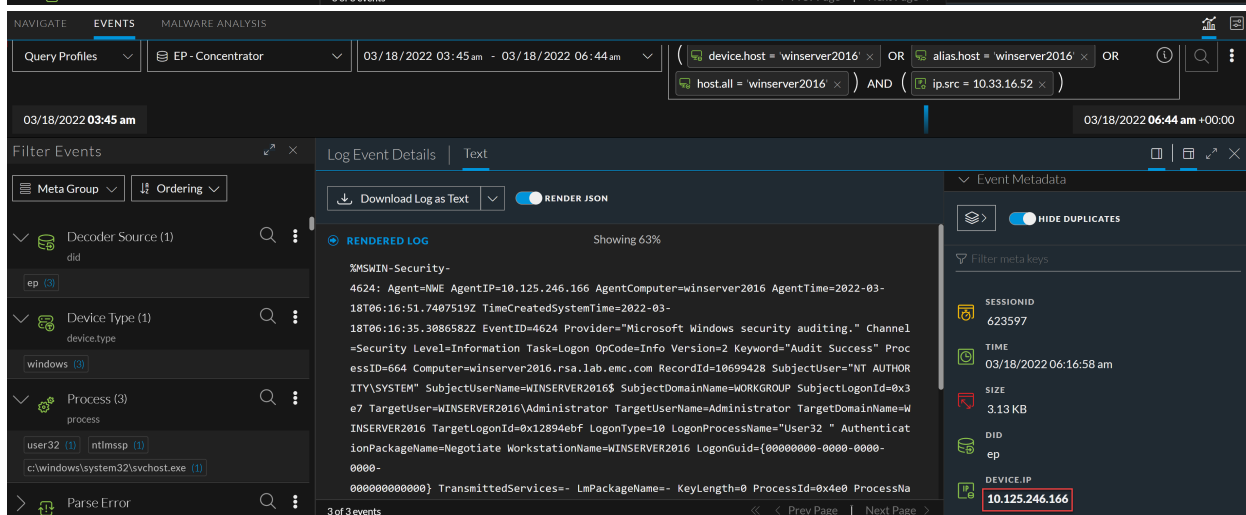 3 of 3 events
NAVIGATE EVENTS MALWARE ANALYSIS
Query Profiles EP - Concentrator 03/18/2022 03:45 am - 03/18/2022 06:44 am ( device.host = 'winserver2016' × OR alias.host = 'winserver2016' × OR
host.all = 'winserver2016' × ) AND ( ip.src = 10.33.16.52 × )
03/18/2022 03:45 am 03/18/2022 06:44 am +00:00
Filter Events
Meta Group Ordering
Decoder Source (1)
did
ep (3)
Device Type (1)
device.type
windows (3)
Process (3)
process
user32 (1) ntlmssp (1)
c:\windows\system32\svchost.exe (1)
Parse Error
Log Event Details | Text
Download Log as Text RENDER JSON
RENDERED LOG Showing 63%
%MSWIN-Security-
4624: Agent=NWE AgentIP=10.125.246.166 AgentComputer=winserver2016 AgentTime=2022-03-
18T06:16:51.7407519Z TimeCreatedSystemTime=2022-03-
18T06:16:35.3086582Z EventID=4624 Provider="Microsoft Windows security auditing." Channel
=Security Level=Information Task=Logon OpCode=Info Version=2 Keyword="Audit Success" Proc
essID=664 Computer=winserver2016.rsa.lab.emc.com RecordId=10699428 SubjectUser="NT AUTHOR
ITY\SYSTEM" SubjectUserName=WINSERVER2016$ SubjectDomainName=WORKGROUP SubjectLogonId=0x3
e7 TargetUser=WINSERVER2016\Administrator TargetUserName=Administrator TargetDomainName=W
INSERVER2016 TargetLogonId=0x12894ebf LogonType=10 LogonProcessName="User32 " Authenticat
ionPackageName=Negotiate WorkstationName=WINSERVER2016 LogonGuid={00000000-0000-0000-
0000-
000000000000} TransmittedServices=- LmPackageName=- KeyLength=0 ProcessId=0x4e0 ProcessNa
3 of 3 events << < Prev Page | Next Page >
Event Metadata
HIDE DUPLICATES
Filter meta keys
SESSIONID
623597
TIME
03/18/2022 06:16:58 am
SIZE
3.13 KB
DID
ep
DEVICE.IP
10.125.246.166